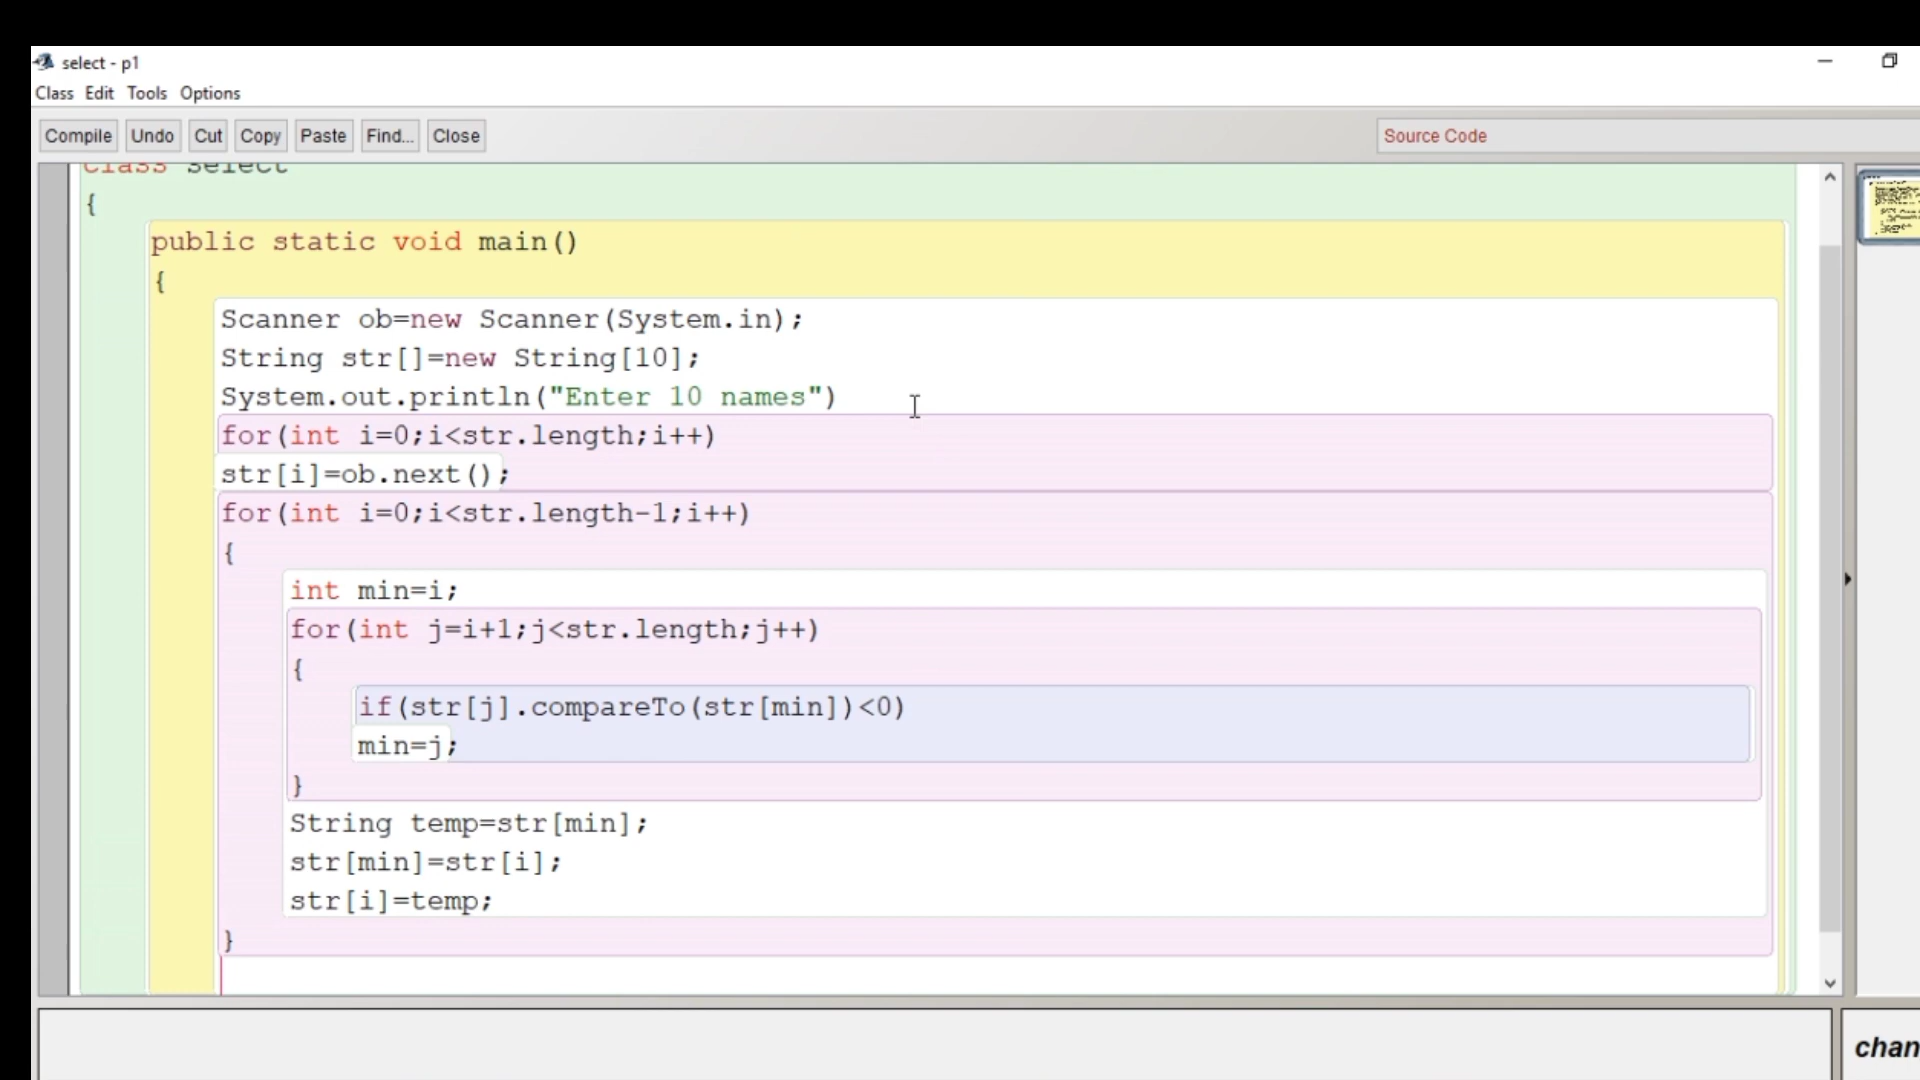 select - p1
Class Edit Tools Options
Compile Undo Cut Copy Paste Find... Close Source Code
class select
{
public static void main()
{
Scanner ob=new Scanner(System.in);
String str[]=new String[10];
System.out.println("Enter 10 names")
for(int i=0;i<str.length;i++)
str[i]=ob.next();
for(int i=0;i<str.length-1;i++)
{
int min=i;
for(int j=i+1;j<str.length;j++)
{
if(str[j].compareTo(str[min])<0)
min=j;
}
String temp=str[min];
str[min]=str[i];
str[i]=temp;
}
chan